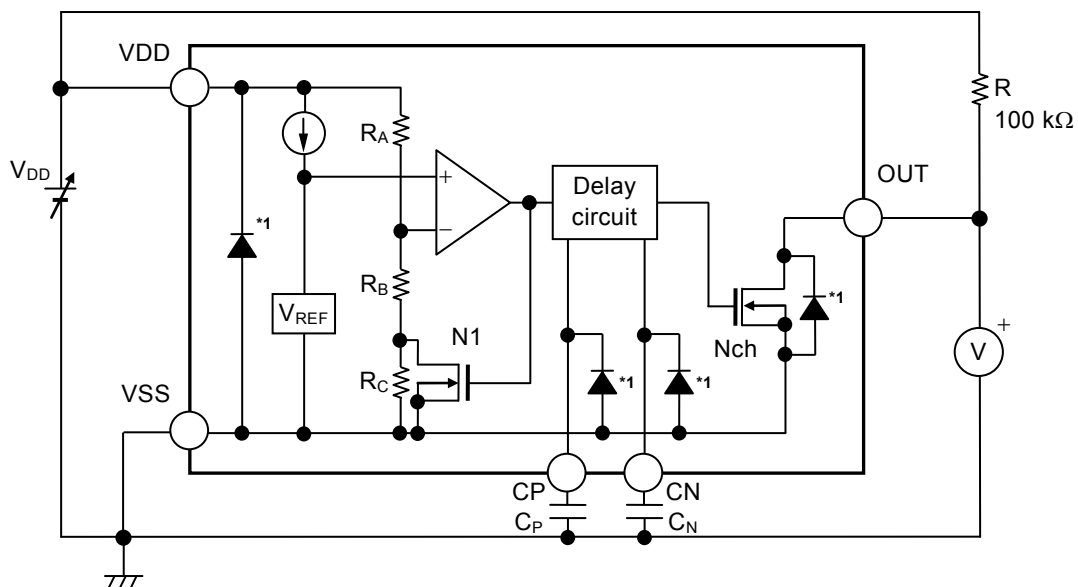 VDD
R
100 kΩ
RA
VDD
+
−
Delay
circuit
OUT
*1
RB
VREF
N1
Nch
*1
+
V
VSS
RC
*1
*1
CP
CN
CP
CN